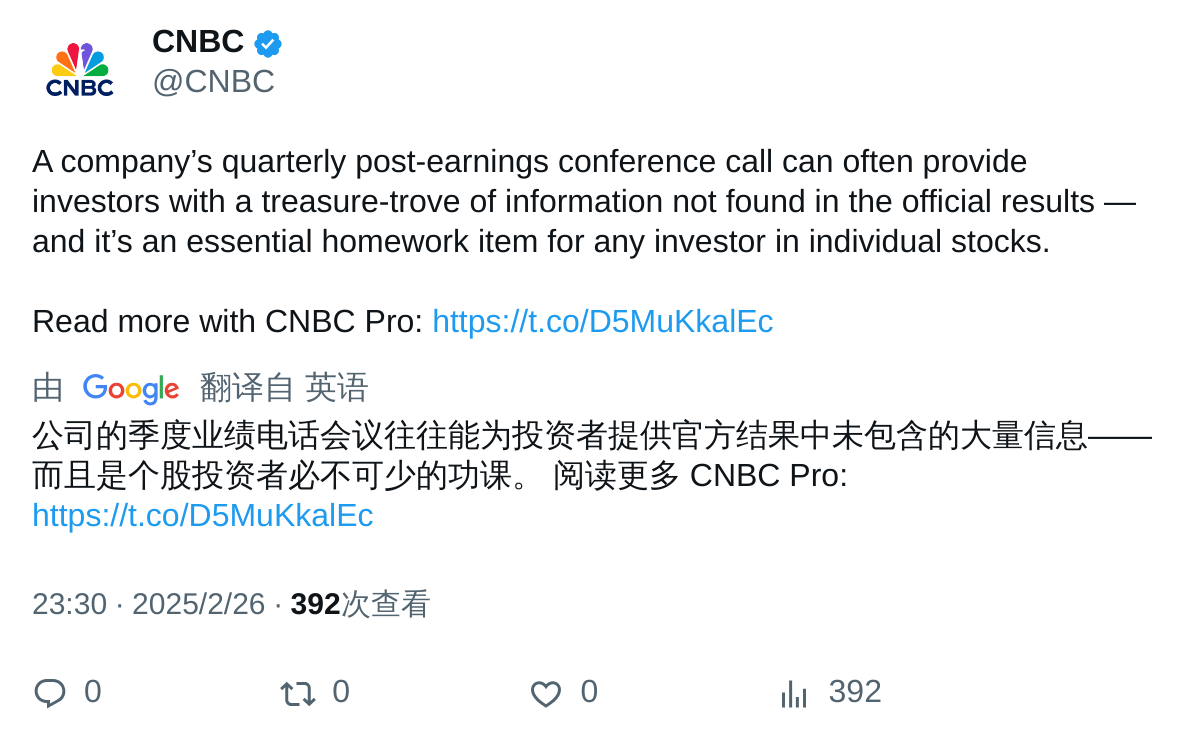 CNBC
CNBC
@CNBC
A company’s quarterly post-earnings conference call can often provide
investors with a treasure-trove of information not found in the official results —
and it’s an essential homework item for any investor in individual stocks.
Read more with CNBC Pro: https://t.co/D5MuKkalEc
由 Google 翻译自 英语
公司的季度业绩电话会议往往能为投资者提供官方结果中未包含的大量信息——
而且是个股投资者必不可少的功课。 阅读更多 CNBC Pro:
https://t.co/D5MuKkalEc
23:30 · 2025/2/26 · 392次查看
0 0 0 392